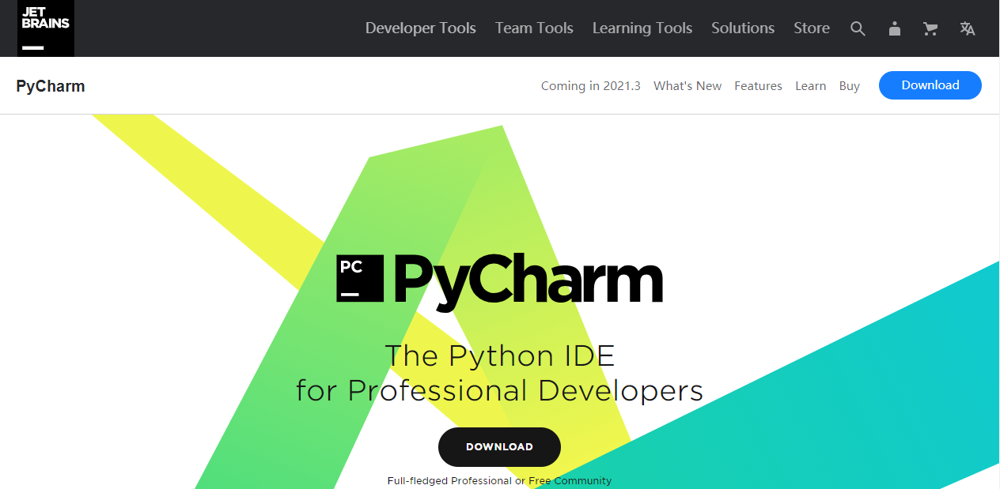 JET
BRAINS
Developer Tools Team Tools Learning Tools Solutions Store
PyCharm
Coming in 2021.3 What's New Features Learn Buy Download
PC
PyCharm
The Python IDE
for Professional Developers
DOWNLOAD
Full-fledged Professional or Free Community